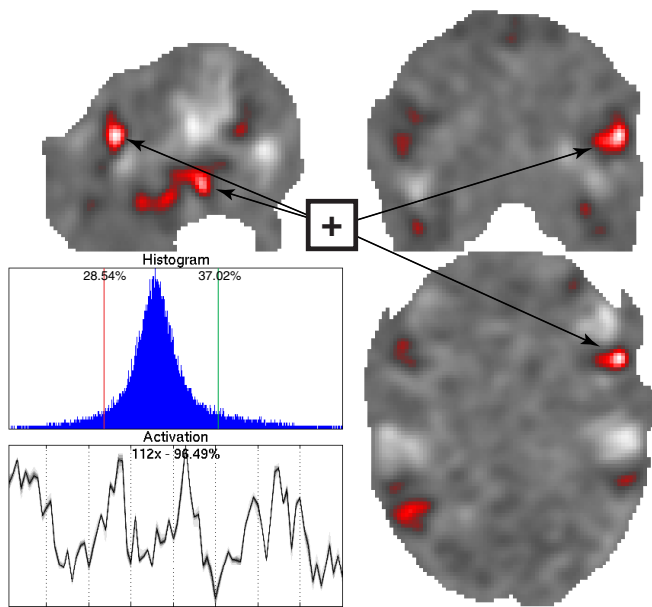 +
Histogram
28.54% 37.02%
Activation
112x - 96.49%